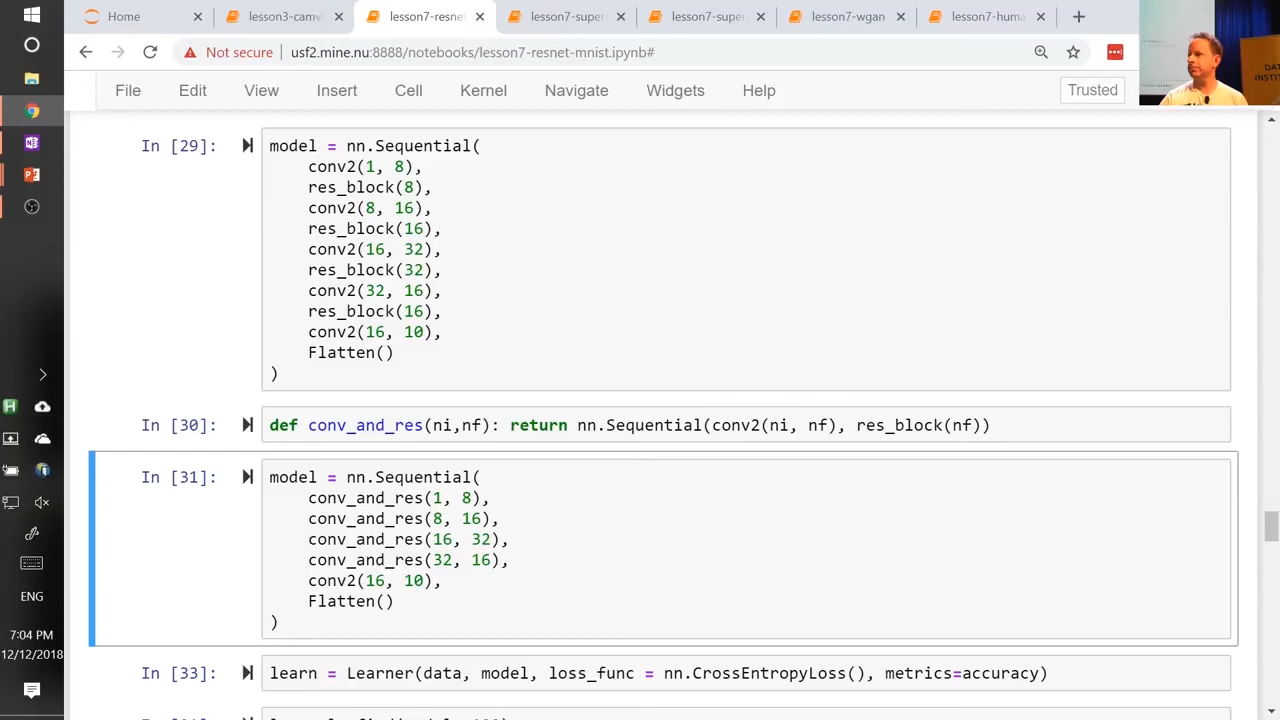 Home
lesson3-camvi
lesson7-resne
lesson7-super
lesson7-supe
lesson7-wgan
lesson7-huma
Not secure | usf2.mine.nu:8888/notebooks/lesson7-resnet-mnist.ipynb#
File Edit View Insert Cell Kernel Navigate Widgets Help Trusted
DAT
INSTIT
In [29]:
model = nn.Sequential(
conv2(1, 8),
res_block(8),
conv2(8, 16),
res_block(16),
conv2(16, 32),
res_block(32),
conv2(32, 16),
res_block(16),
conv2(16, 10),
Flatten()
)
In [30]:
def conv_and_res(ni,nf): return nn.Sequential(conv2(ni, nf), res_block(nf))
In [31]:
model = nn.Sequential(
conv_and_res(1, 8),
conv_and_res(8, 16),
conv_and_res(16, 32),
conv_and_res(32, 16),
conv2(16, 10),
Flatten()
)
In [33]:
learn = Learner(data, model, loss_func = nn.CrossEntropyLoss(), metrics=accuracy)
ENG
7:04 PM
12/12/2018